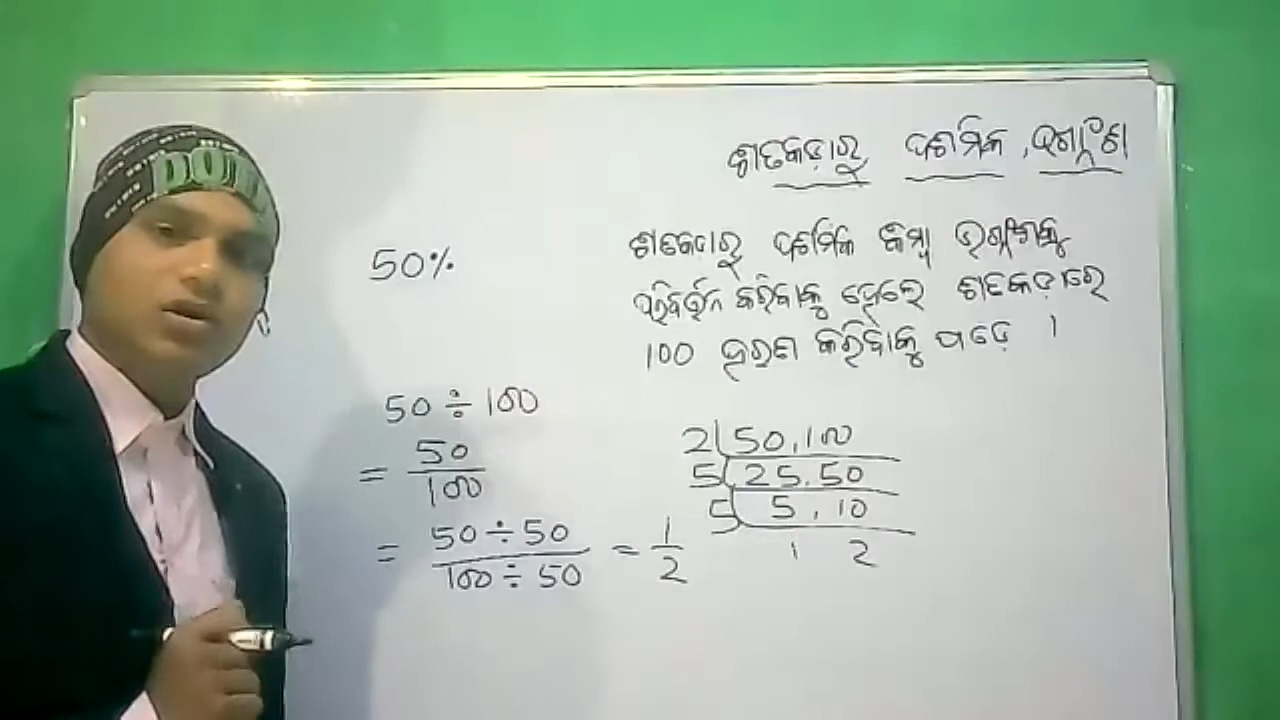 ଶତକଡ଼ାରୁ ଦଶମିକ, ଭଗ୍ନାଂଶ
ଶତକଡାରୁ ଦଶମିକ କିମ୍ବା ଭଗ୍ନାଂଶକୁ
ପରିବର୍ତ୍ତନ କରିବାକୁ ହେଲେ ଶତକଡ଼ାରେ
100 ହରଣ କରିବାକୁ ପଡ଼େ ।
50%
50 ÷ 100
= 50/100
= 50 ÷ 50 / 100 ÷ 50 = 1/2
2 50, 100
5 25, 50
5 5, 10
1 2